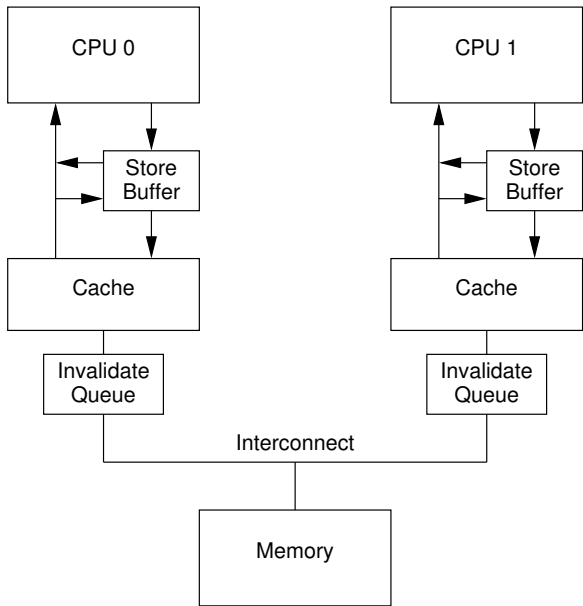 CPU 0
CPU 1
Store
Buffer
Store
Buffer
Cache
Cache
Invalidate
Queue
Invalidate
Queue
Interconnect
Memory